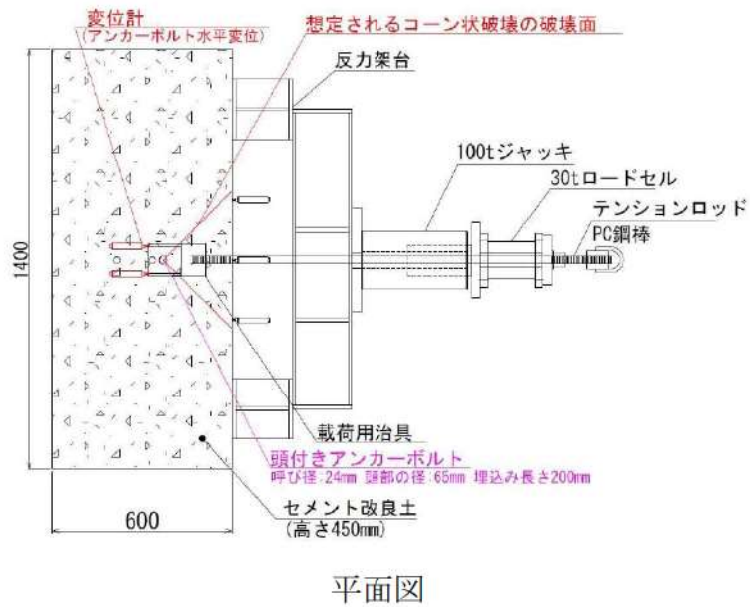 変位計
(アンカーボルト水平変位)
想定されるコーン状破壊の破壊面
反力架台
100tジャッキ
30tロードセル
テンションロッド
PC鋼棒
1400
載荷用治具
頭付きアンカーボルト
呼び径:24mm 頭部の径:65mm 埋込み長さ200mm
セメント改良土
(高さ450mm)
600
平面図